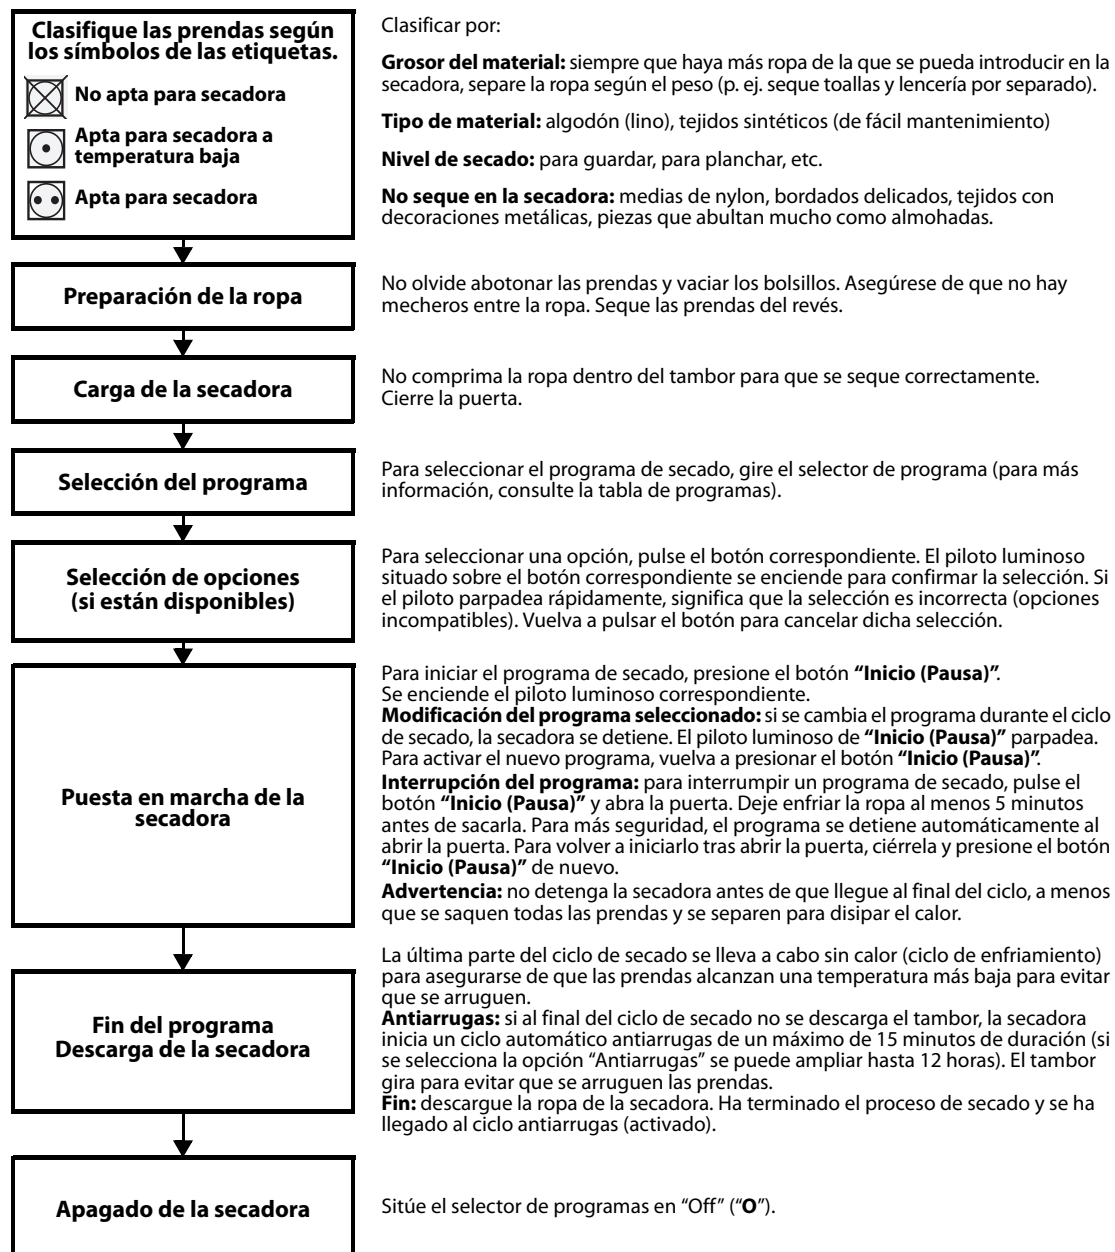 Clasifique las prendas según
los símbolos de las etiquetas.
No apta para secadora
Apta para secadora a
temperatura baja
Apta para secadora
Clasificar por:
Grosor del material: siempre que haya más ropa de la que se pueda introducir en la
secadora, separe la ropa según el peso (p. ej. seque toallas y lencería por separado).
Tipo de material: algodón (lino), tejidos sintéticos (de fácil mantenimiento)
Nivel de secado: para guardar, para planchar, etc.
No seque en la secadora: medias de nylon, bordados delicados, tejidos con
decoraciones metálicas, piezas que abultan mucho como almohadas.
Preparación de la ropa
No olvide abotonar las prendas y vaciar los bolsillos. Asegúrese de que no hay
mecheros entre la ropa. Seque las prendas del revés.
Carga de la secadora
No comprima la ropa dentro del tambor para que se seque correctamente.
Cierre la puerta.
Selección del programa
Para seleccionar el programa de secado, gire el selector de programa (para más
información, consulte la tabla de programas).
Selección de opciones
(si están disponibles)
Para seleccionar una opción, pulse el botón correspondiente. El piloto luminoso
situado sobre el botón correspondiente se enciende para confirmar la selección. Si
el piloto parpadea rápidamente, significa que la selección es incorrecta (opciones
incompatibles). Vuelva a pulsar el botón para cancelar dicha selección.
Puesta en marcha de la
secadora
Para iniciar el programa de secado, presione el botón “Inicio (Pausa)”.
Se enciende el piloto luminoso correspondiente.
Modificación del programa seleccionado: si se cambia el programa durante el ciclo
de secado, la secadora se detiene. El piloto luminoso de “Inicio (Pausa)” parpadea.
Para activar el nuevo programa, vuelva a presionar el botón “Inicio (Pausa)”.
Interrupción del programa: para interrumpir un programa de secado, pulse el
botón “Inicio (Pausa)” y abra la puerta. Deje enfriar la ropa al menos 5 minutos
antes de sacarla. Para más seguridad, el programa se detiene automáticamente al
abrir la puerta. Para volver a iniciarlo tras abrir la puerta, ciérrela y presione el botón
“Inicio (Pausa)” de nuevo.
Advertencia: no detenga la secadora antes de que llegue al final del ciclo, a menos
que se saquen todas las prendas y se separen para disipar el calor.
Fin del programa
Descarga de la secadora
La última parte del ciclo de secado se lleva a cabo sin calor (ciclo de enfriamiento)
para asegurarse de que las prendas alcanzan una temperatura más baja para evitar
que se arruguen.
Antiarrugas: si al final del ciclo de secado no se descarga el tambor, la secadora
inicia un ciclo automático antiarrugas de un máximo de 15 minutos de duración (si
se selecciona la opción “Antiarrugas” se puede ampliar hasta 12 horas). El tambor
gira para evitar que se arruguen las prendas.
Fin: descargue la ropa de la secadora. Ha terminado el proceso de secado y se ha
llegado al ciclo antiarrugas (activado).
Apagado de la secadora
Sitúe el selector de programas en “Off” (“O”).